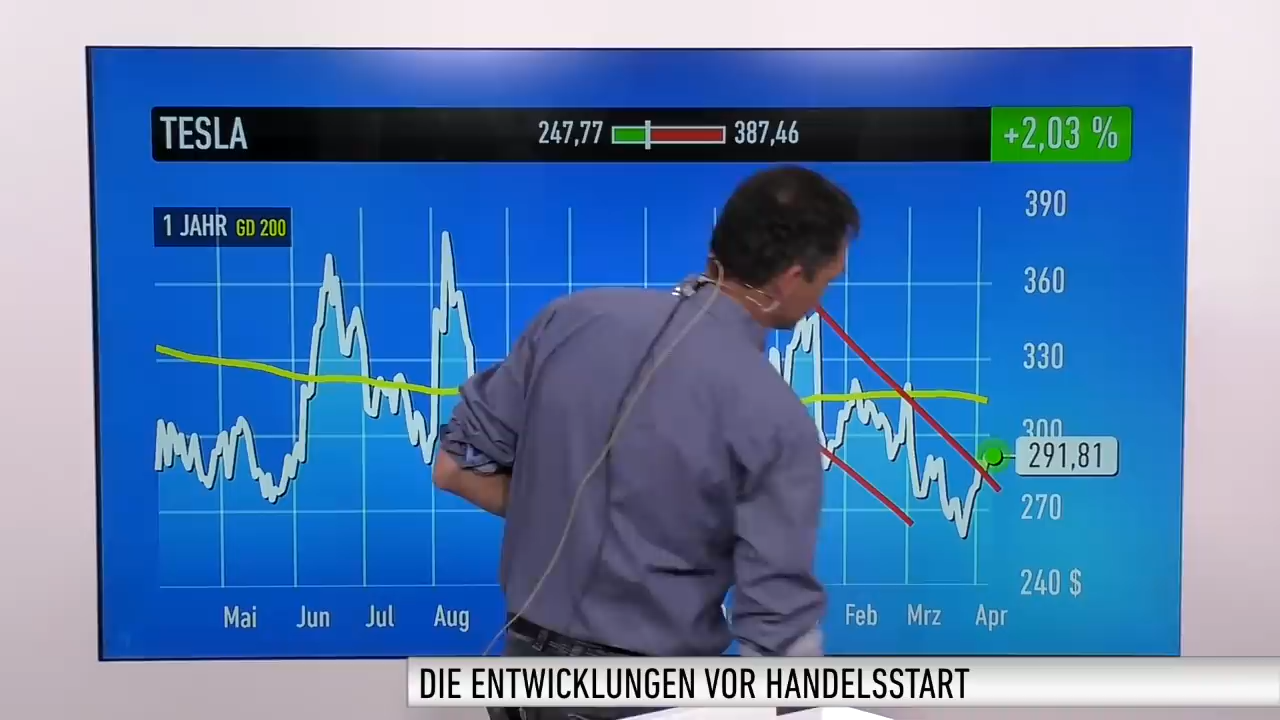 TESLA
247,77 387,46
+2,03 %
1 JAHR GD 200
390
360
330
300
291,81
270
240 $
Mai Jun Jul Aug Feb Mrz Apr
DIE ENTWICKLUNGEN VOR HANDELSSTART